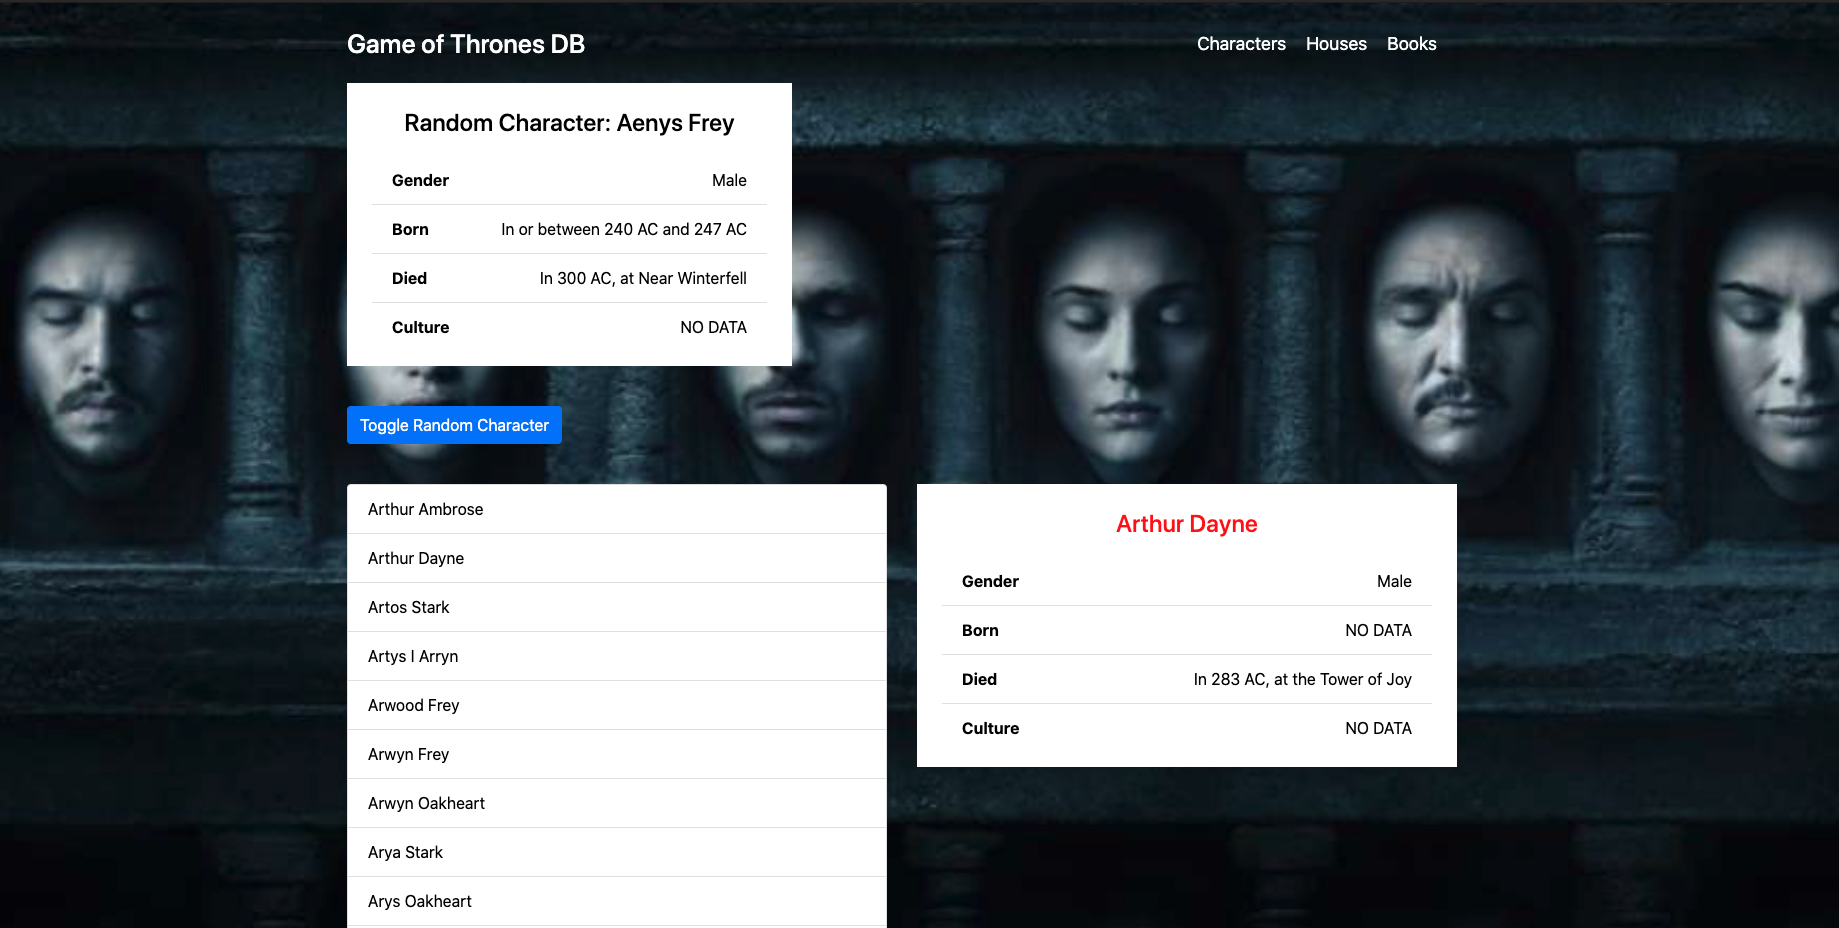 Game of Thrones DB
Characters Houses Books
Random Character: Aenys Frey
Gender Male
Born In or between 240 AC and 247 AC
Died In 300 AC, at Near Winterfell
Culture NO DATA
Toggle Random Character
Arthur Ambrose
Arthur Dayne
Artos Stark
Artys I Arryn
Arwood Frey
Arwyn Frey
Arwyn Oakheart
Arya Stark
Arys Oakheart
Arthur Dayne
Gender Male
Born NO DATA
Died In 283 AC, at the Tower of Joy
Culture NO DATA